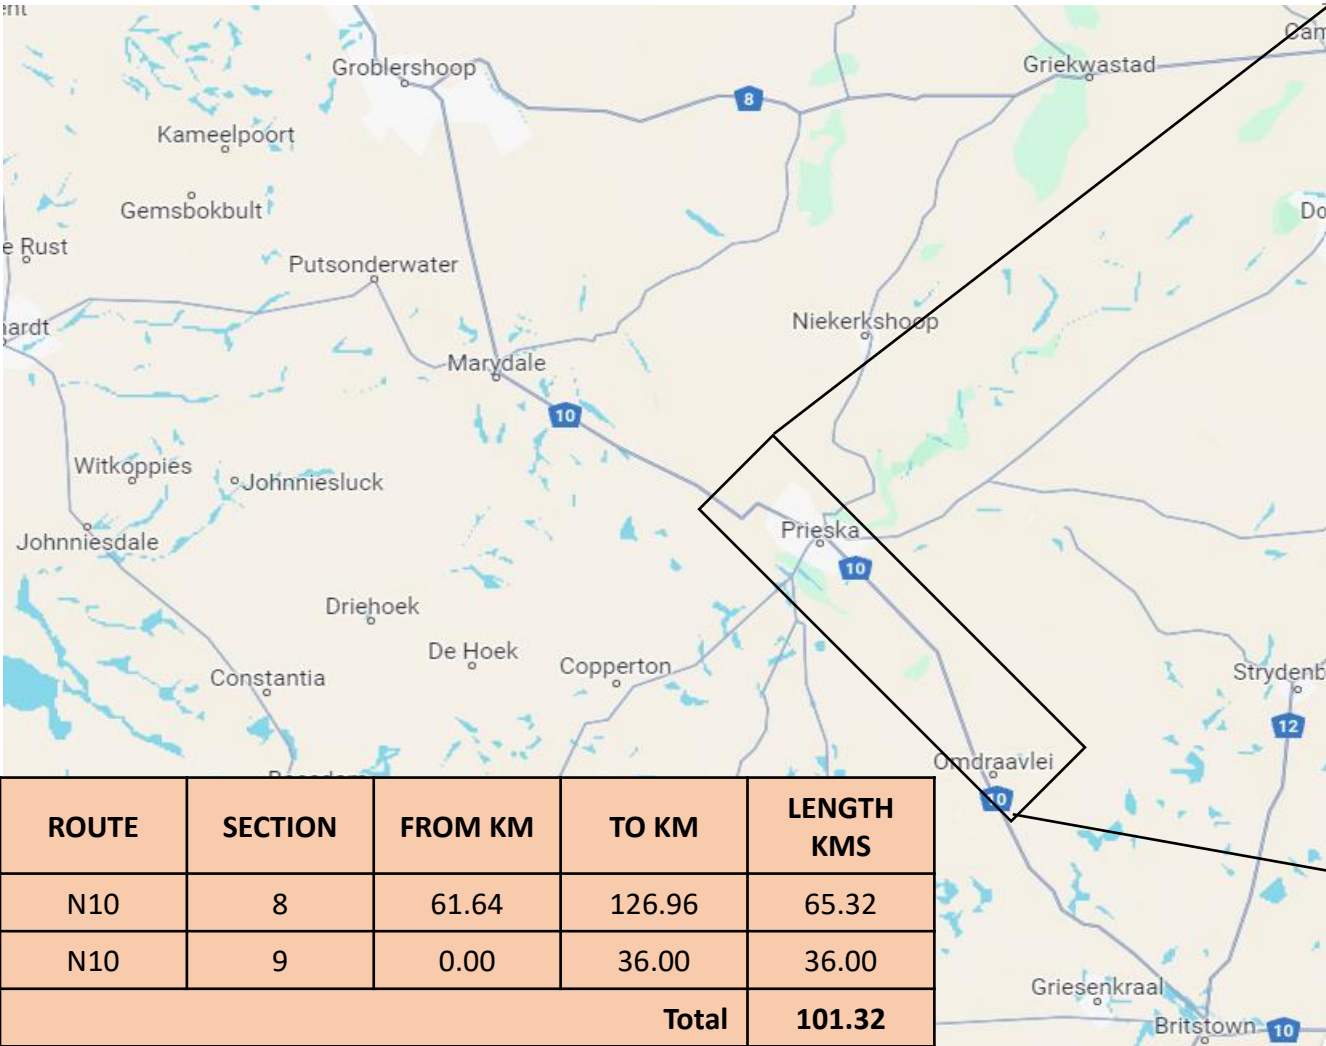 Groblershoop
8
Griekwastad
Kameelpoort
Gemsbokbult
e Rust
Putsonderwater
Niekerkshoop
Marydale
10
Witkoppies
Johnniesluck
Prieska
Johnniesdale
10
Driehoek
De Hoek
Copperton
Constantia
Strydenb
12
Omdraavlei
10
ROUTE SECTION FROM KM TO KM LENGTH
KMS
N10 8 61.64 126.96 65.32
N10 9 0.00 36.00 36.00
Total 101.32
Griesenkraal
Britstown 10